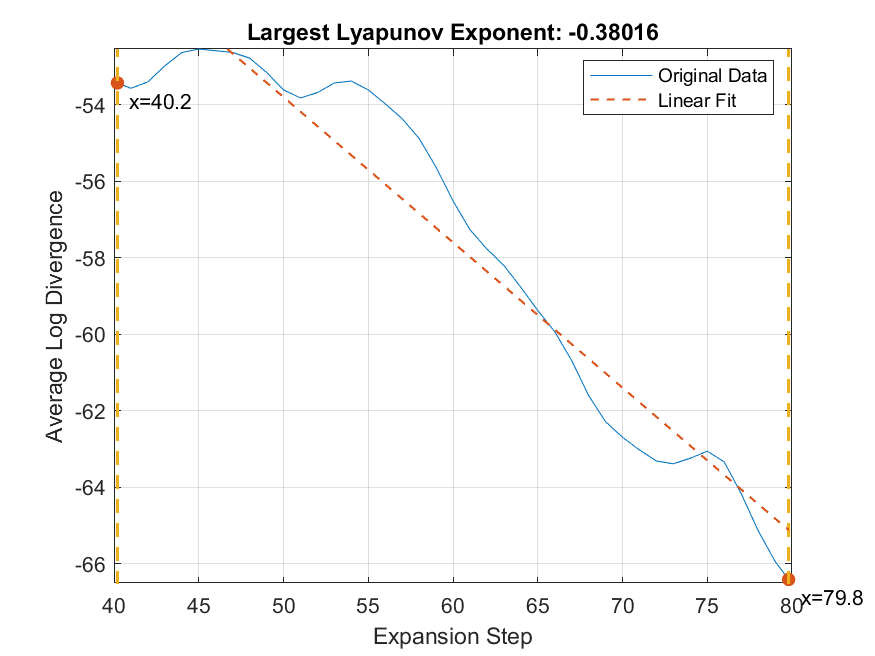 Largest Lyapunov Exponent: -0.38016
Original Data
Linear Fit
x=40.2
-54
-56
-58
-60
-62
-64
-66
Average Log Divergence
40 45 50 55 60 65 70 75 80
x=79.8
Expansion Step